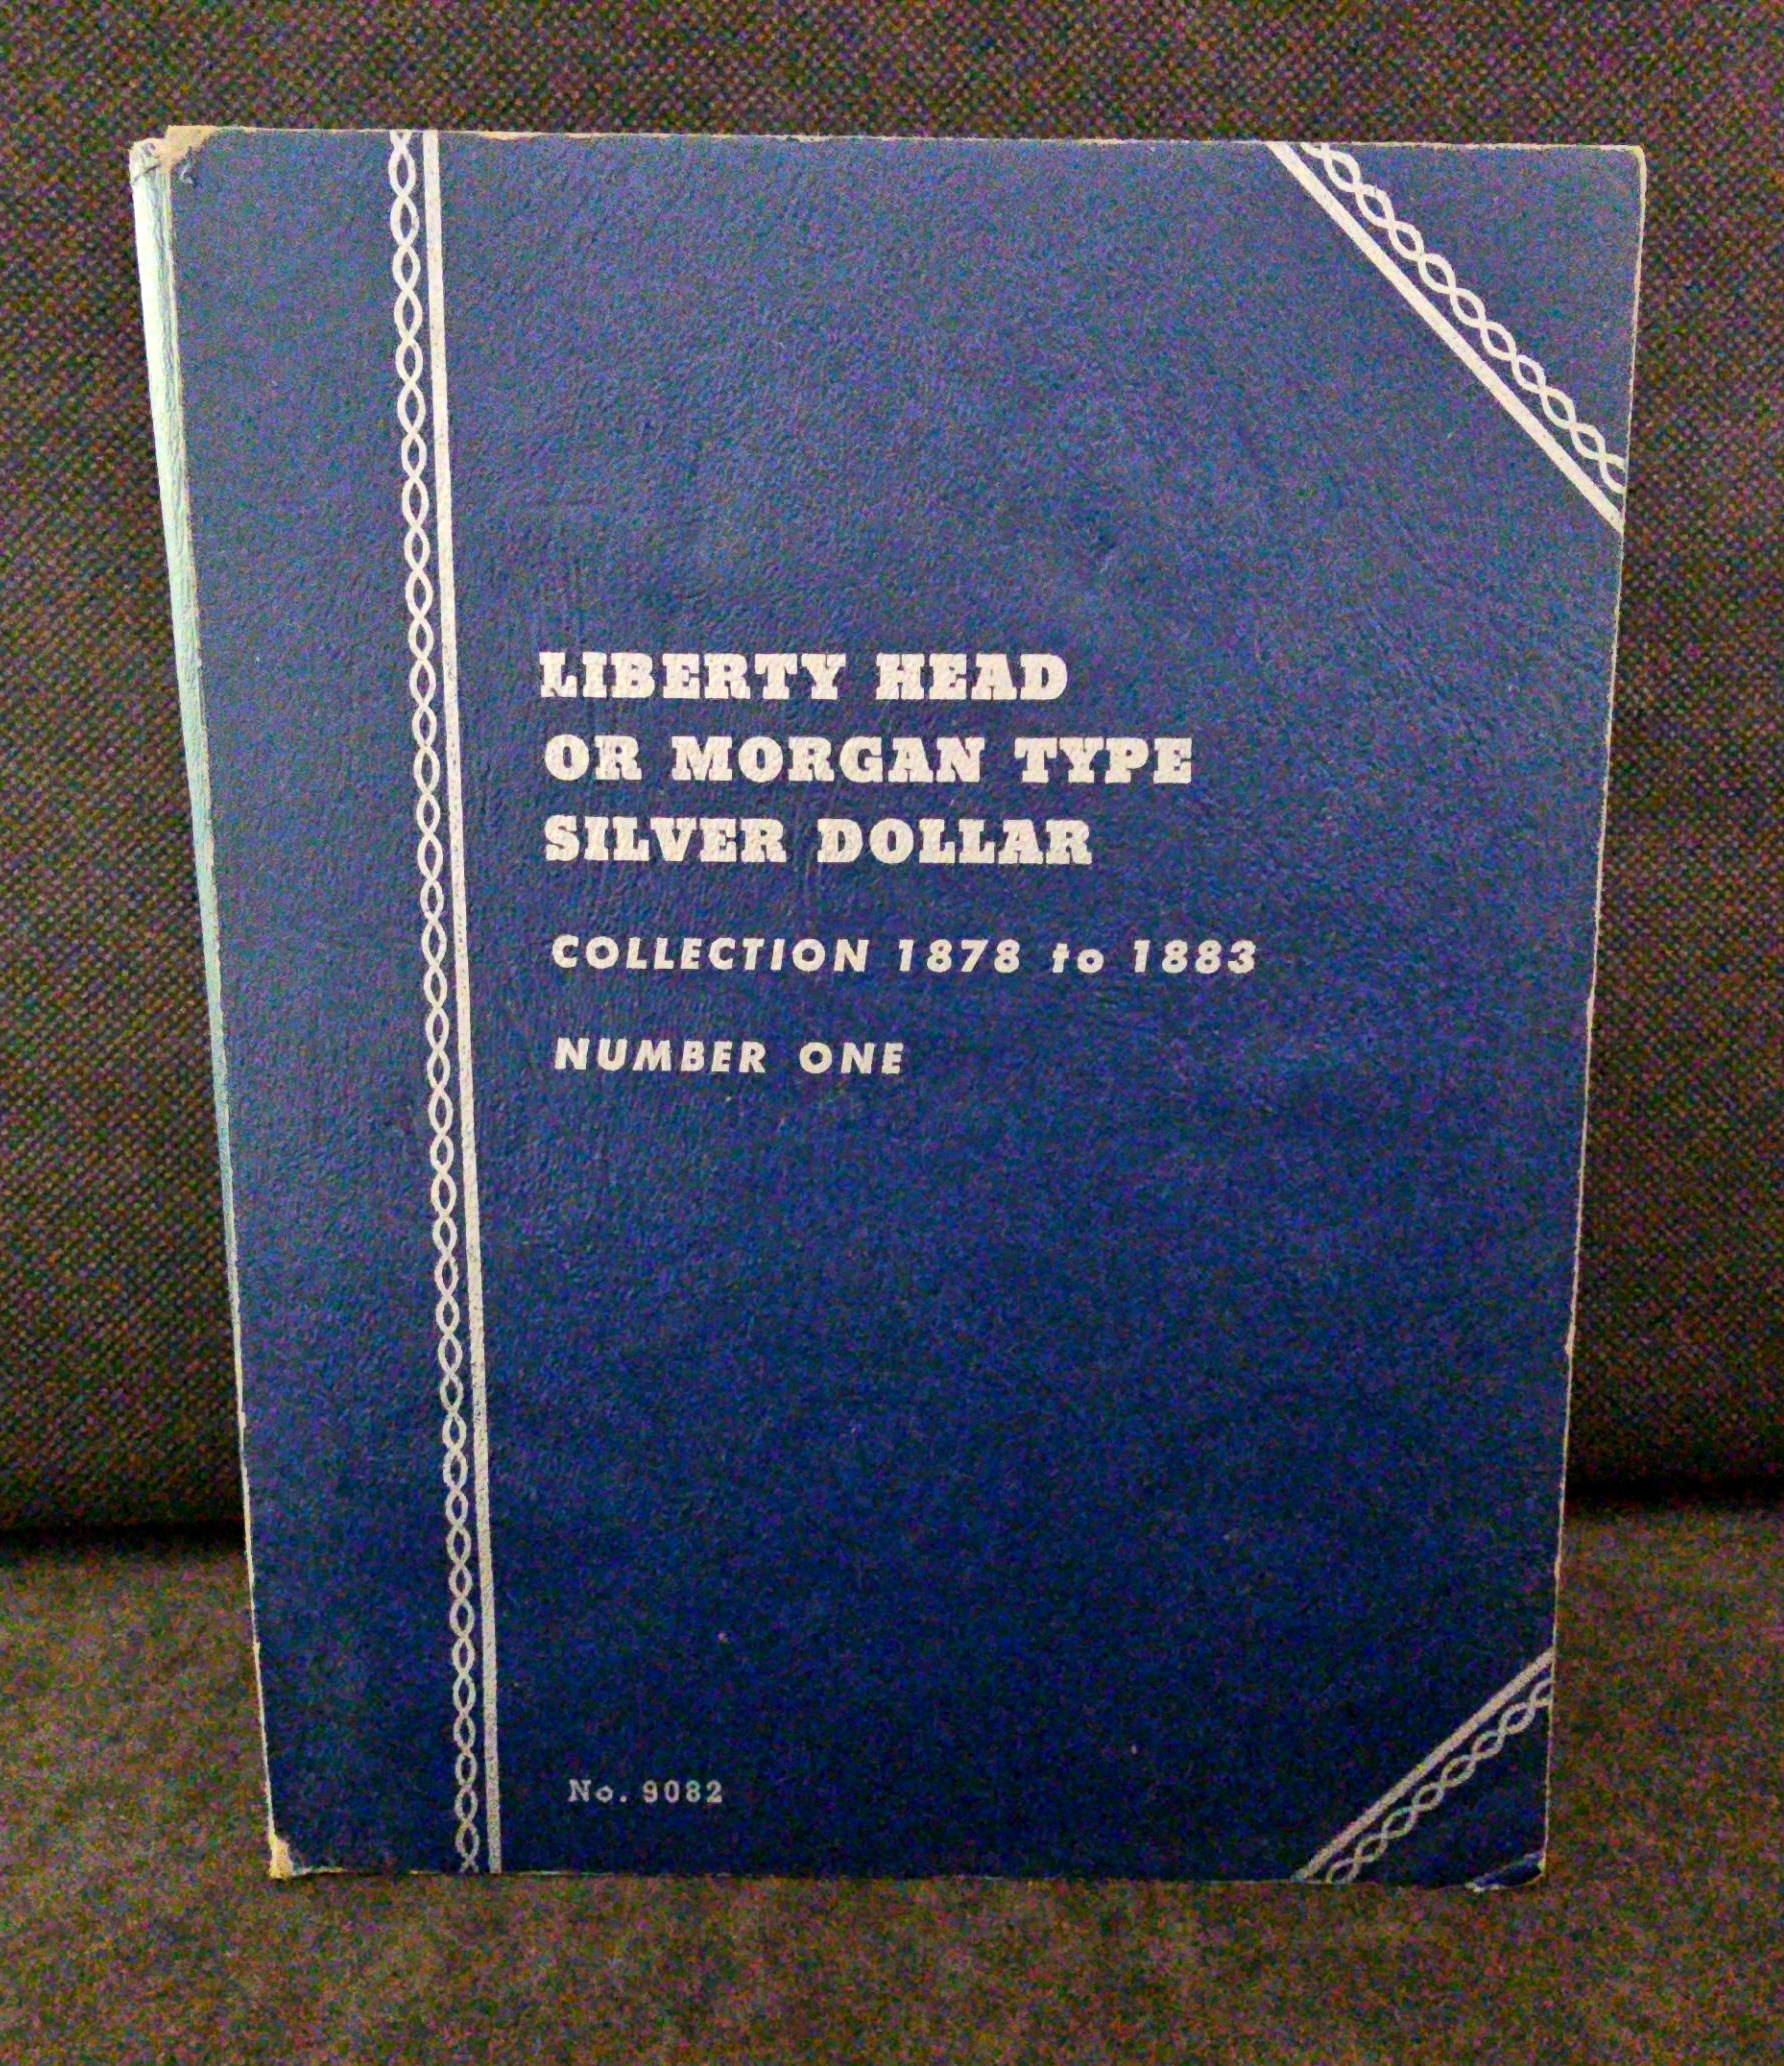 LIBERTY HEAD
OR MORGAN TYPE
SILVER DOLLAR
COLLECTION 1878 to 1883
NUMBER ONE
No. 9082